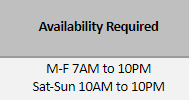 Availability Required
M-F 7AM to 10PM
Sat-Sun 10AM to 10PM